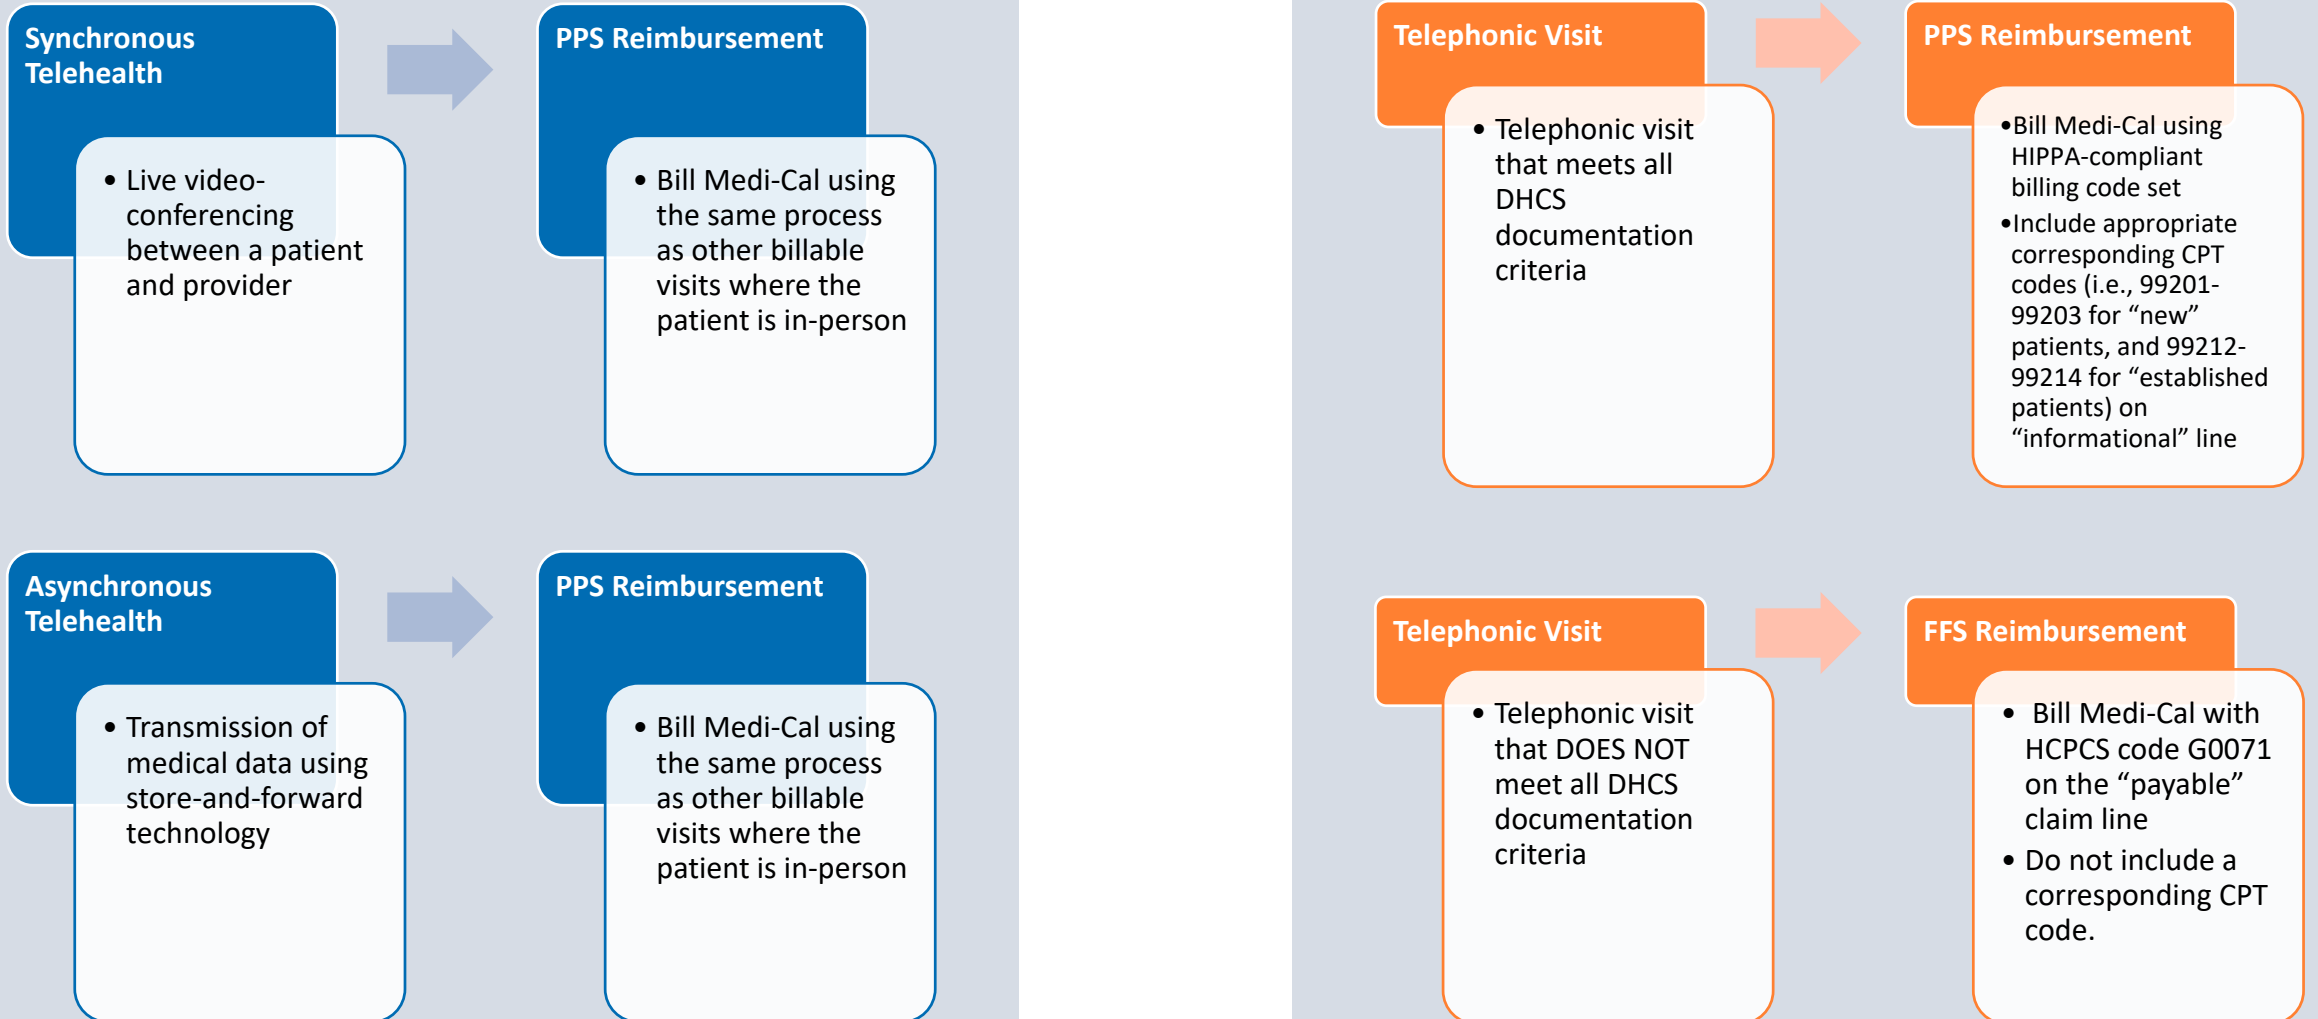 Synchronous
Telehealth
• Live video-
conferencing
between a patient
and provider
PPS Reimbursement
• Bill Medi-Cal using
the same process
as other billable
visits where the
patient is in-person
Asynchronous
Telehealth
• Transmission of
medical data using
store-and-forward
technology
PPS Reimbursement
• Bill Medi-Cal using
the same process
as other billable
visits where the
patient is in-person
Telephonic Visit
• Telephonic visit
that meets all
DHCS
documentation
criteria
PPS Reimbursement
•Bill Medi-Cal using
HIPPA-compliant
billing code set
•Include appropriate
corresponding CPT
codes (i.e., 99201-
99203 for “new”
patients, and 99212-
99214 for “established
patients) on
“informational” line
Telephonic Visit
• Telephonic visit
that DOES NOT
meet all DHCS
documentation
criteria
FFS Reimbursement
• Bill Medi-Cal with
HCPCS code G0071
on the “payable”
claim line
• Do not include a
corresponding CPT
code.